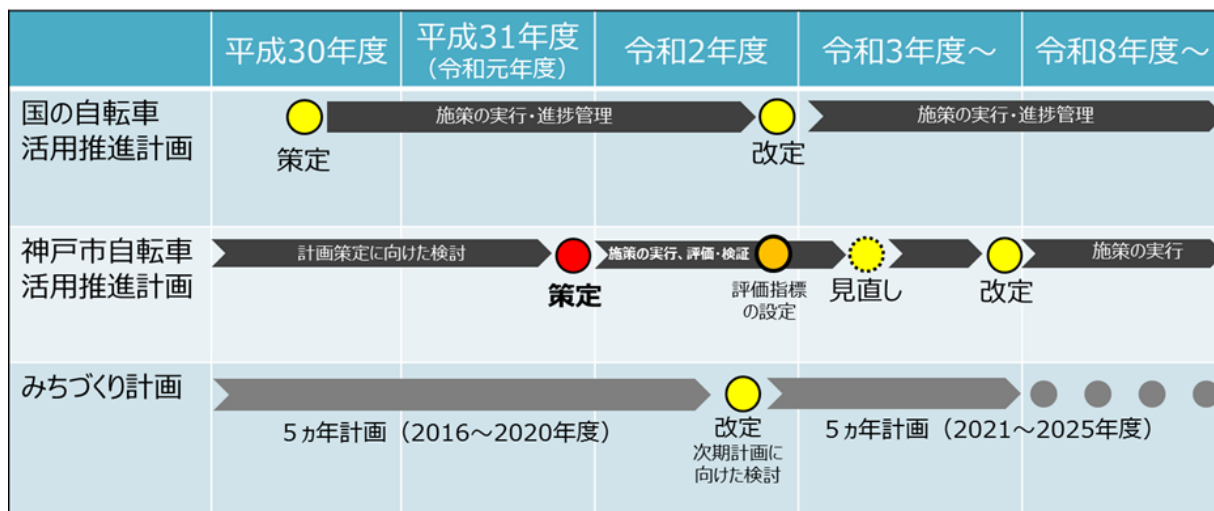 平成30年度
平成31年度
（令和元年度）
令和2年度
令和3年度～
令和8年度～
国の自転車
活用推進計画
施策の実行・進捗管理
施策の実行・進捗管理
策定
改定
神戸市自転車
活用推進計画
計画策定に向けた検討
施策の実行、評価・検証
施策の実行
策定
評価指標
の設定
見直し
改定
みちづくり計画
５ヵ年計画（2016～2020年度）
改定
次期計画に
向けた検討
５ヵ年計画（2021～2025年度）